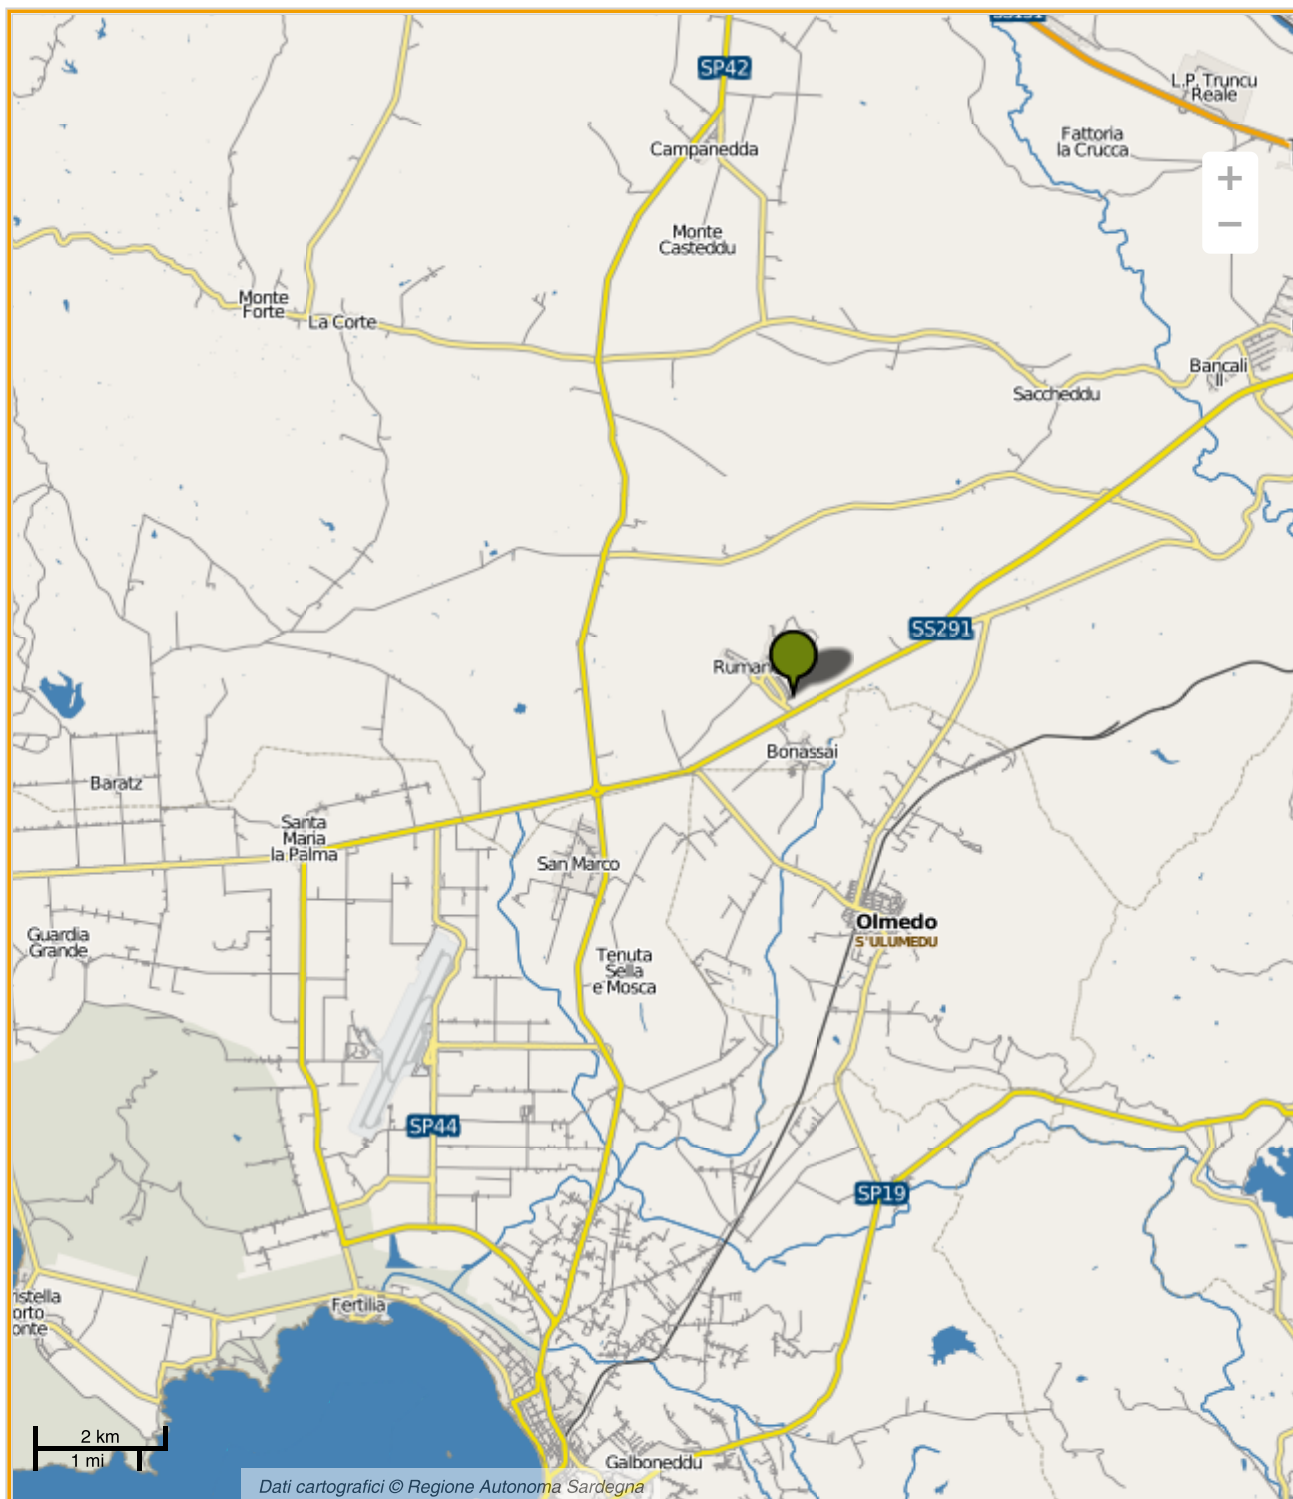 SP42
L.P. Truncu
Reale
Fattoria
la Crucca
Campanedda
+
−
Monte
Casteddu
Monte
Forte
La Corte
Bancali
II
Saccheddu
SS291
Bonassai
Baratz
Santa
Maria
la Palma
San Marco
Olmedo
S'ULUMEDU
Guardia
Grande
Tenuta
Sella
e Mosca
SP44
SP19
Fertilia
2 km
1 mi
Galboneddu
Dati cartografici © Regione Autonoma Sardegna